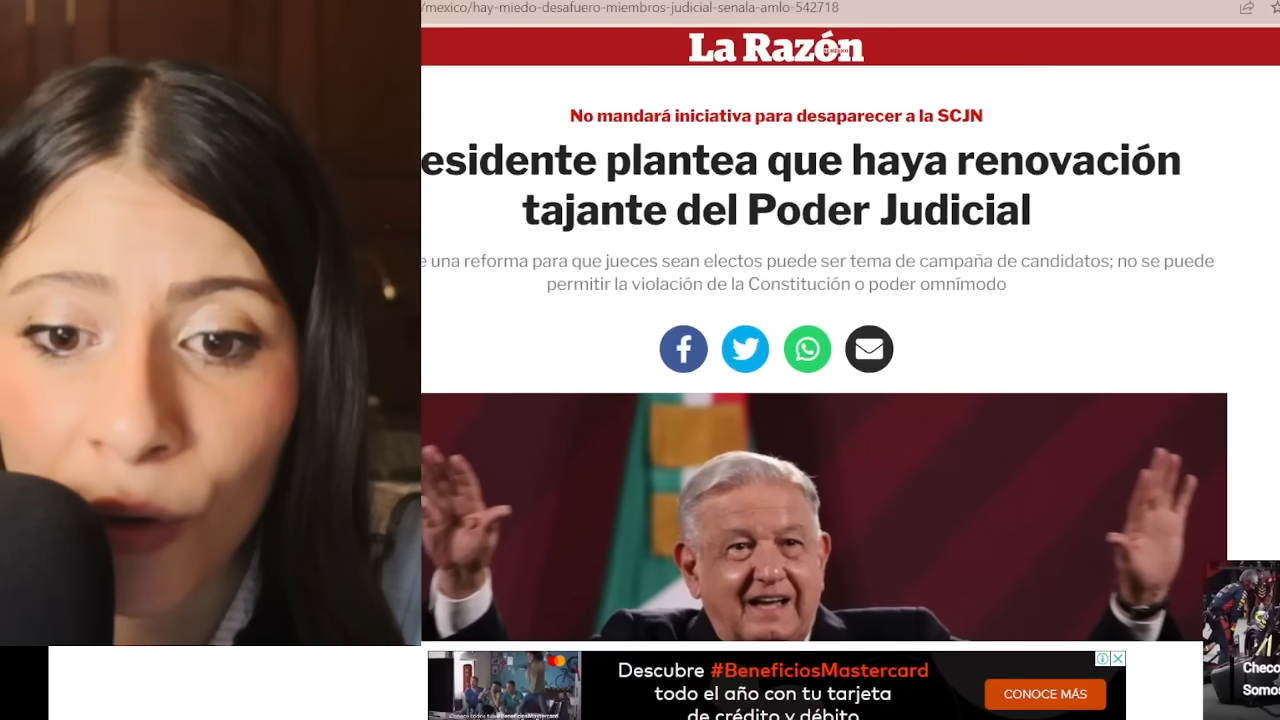 /mexico/hay-miedo-desafuero-miembros-judicial-senala-amlo-542718
La Razón
DE MÉXICO
No mandará iniciativa para desaparecer a la SCJN
esidente plantea que haya renovación
tajante del Poder Judicial
e una reforma para que jueces sean electos puede ser tema de campaña de candidatos; no se puede
permitir la violación de la Constitución o poder omnímodo
Descubre #BeneficiosMastercard
todo el año con tu tarjeta
de crédito y débito
CONOCE MÁS
Checo
Somos